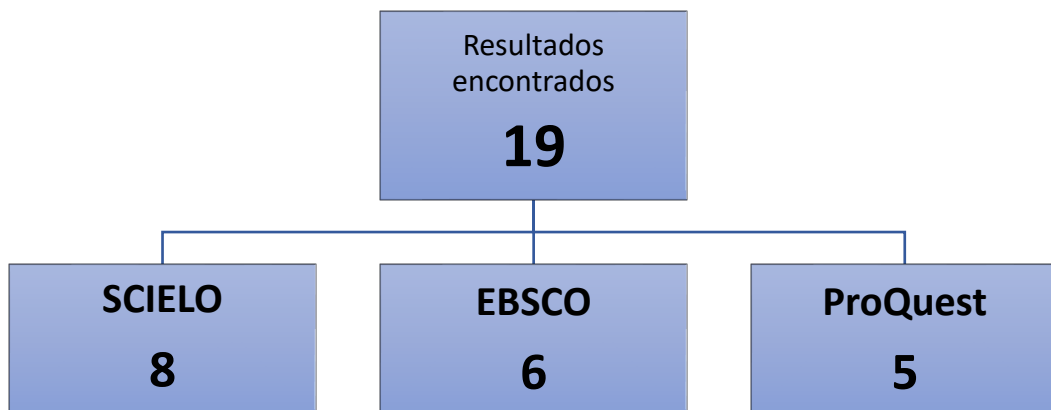 Resultados
encontrados
19
SCIELO
8
EBSCO
6
ProQuest
5